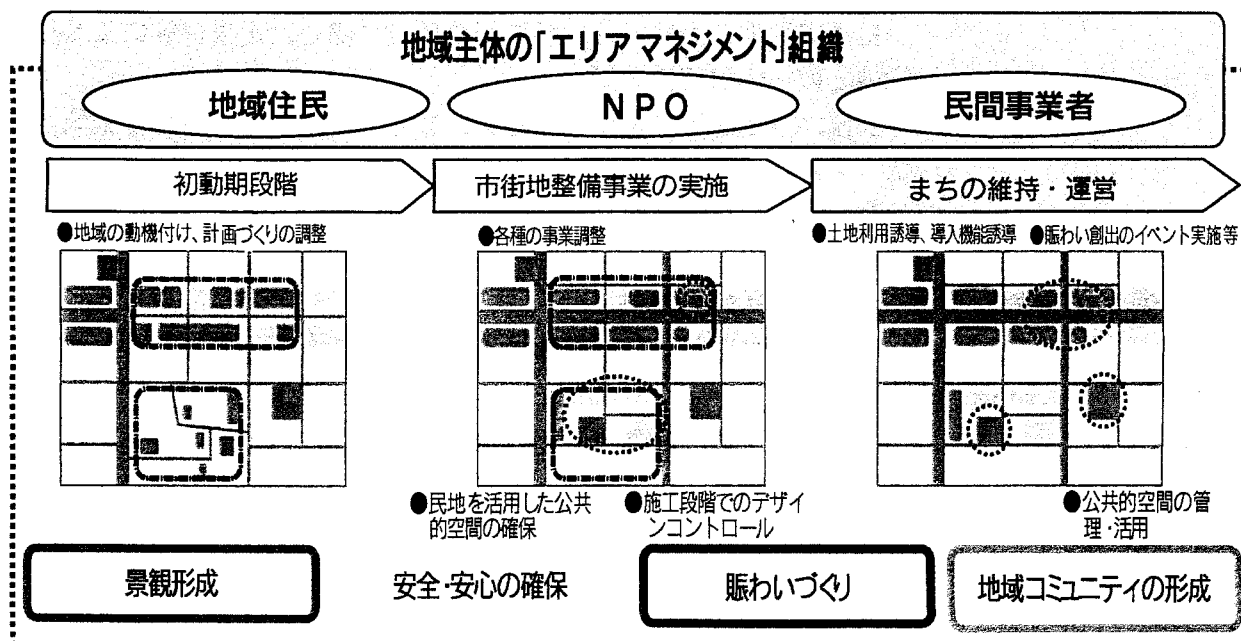 地域主体の「エリアマネジメント」組織
地域住民
NPO
民間事業者
初動期段階
市街地整備事業の実施
まちの維持・運営
●地域の動機付け、計画づくりの調整
●各種の事業調整
●土地利用誘導、導入機能誘導 ●賑わい創出のイベント実施等
●民地を活用した公共
的空間の確保
●施工段階でのデザイ
ンコントロール
●公共的空間の管
理・活用
景観形成
安全・安心の確保
賑わいづくり
地域コミュニティの形成